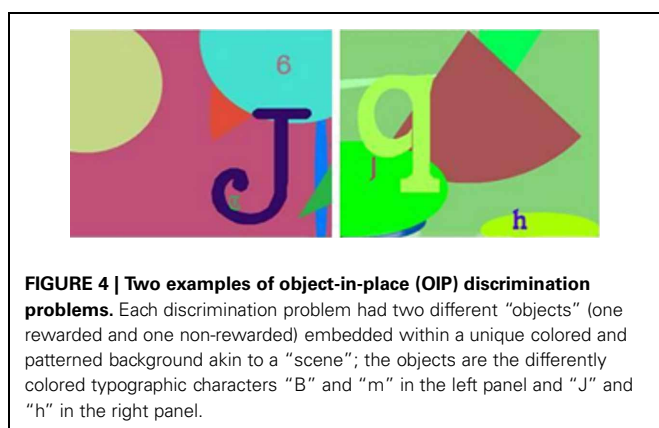 6
J
q
h
FIGURE 4 | Two examples of object-in-place (OIP) discrimination
problems. Each discrimination problem had two different “objects” (one
rewarded and one non-rewarded) embedded within a unique colored and
patterned background akin to a “scene”; the objects are the differently
colored typographic characters “B” and “m” in the left panel and “J” and
“h” in the right panel.